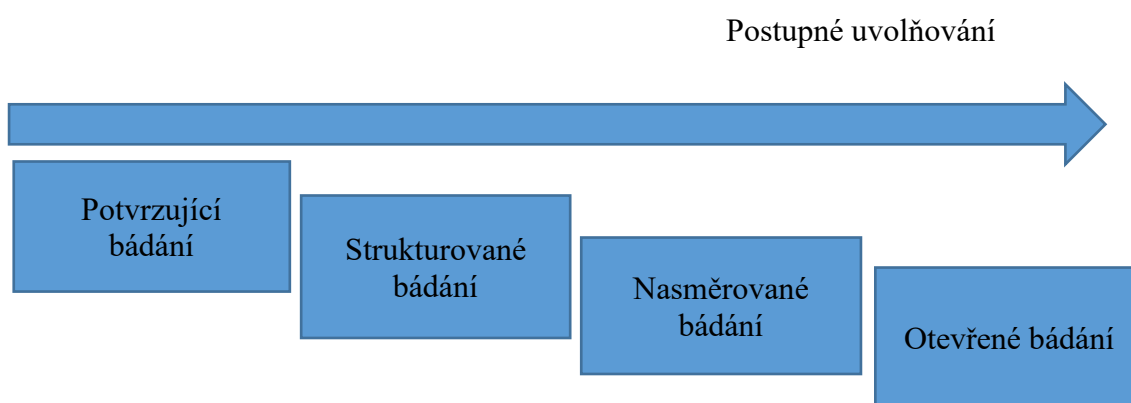 Postupné uvolňování
Potvrzující
bádání
Strukturované
bádání
Nasměrované
bádání
Otevřené bádání